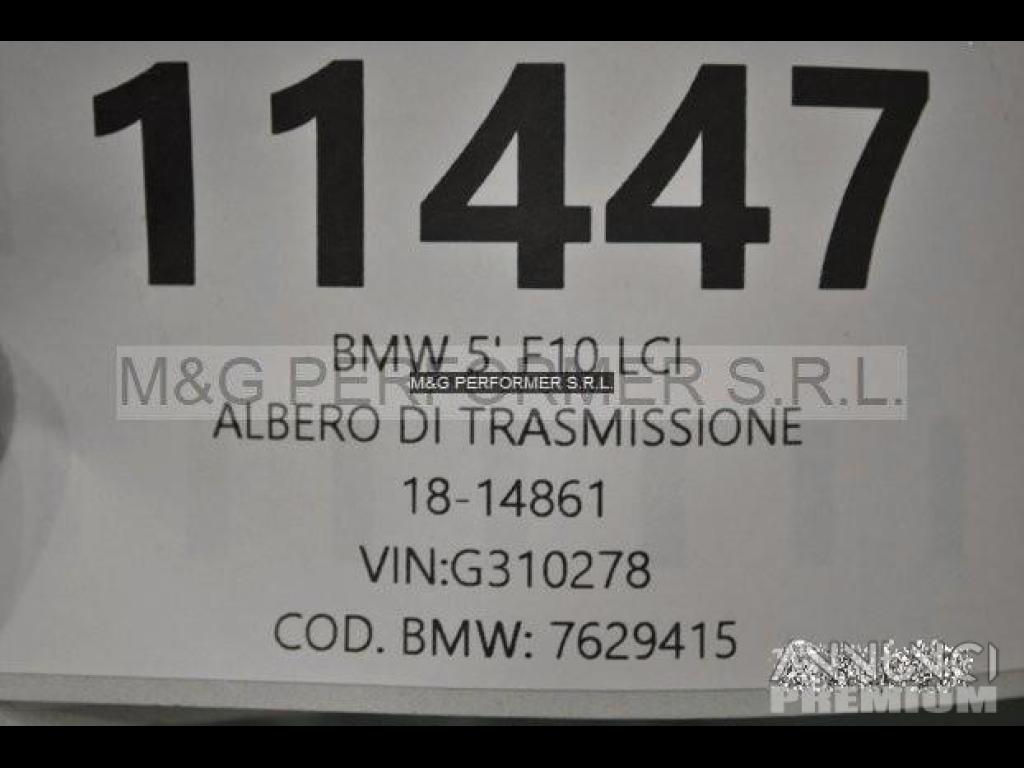 11447
BMW 5' F10 LCI
M&G PERFORMER S.R.L.
M&G PERFORMER S.R.L.
ALBERO DI TRASMISSIONE
18-14861
VIN:G310278
COD. BMW: 7629415
ANNUNCI
PREMIUM